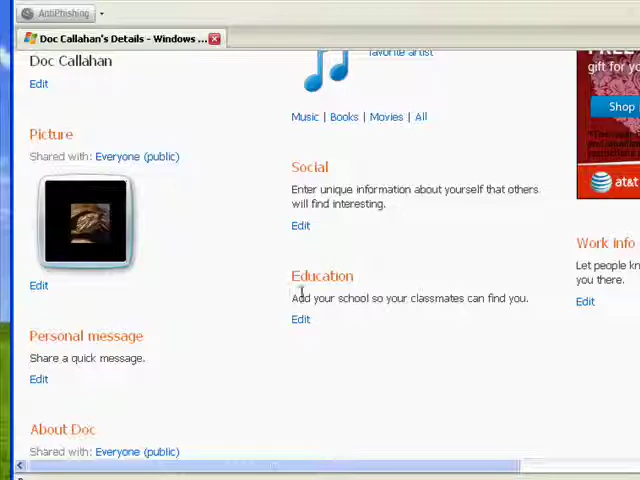 AntiPhishing
Doc Callahan's Details - Windows ...
Doc Callahan
Edit
Picture
Shared with: Everyone (public)
Edit
Personal message
Share a quick message.
Edit
About Doc
Shared with: Everyone (public)
favorite artist
Music | Books | Movies | All
Social
Enter unique information about yourself that others
will find interesting.
Edit
Education
Add your school so your classmates can find you.
Edit
gift for yo
Shop
at&t
Work info
Let people kn
you there.
Edit